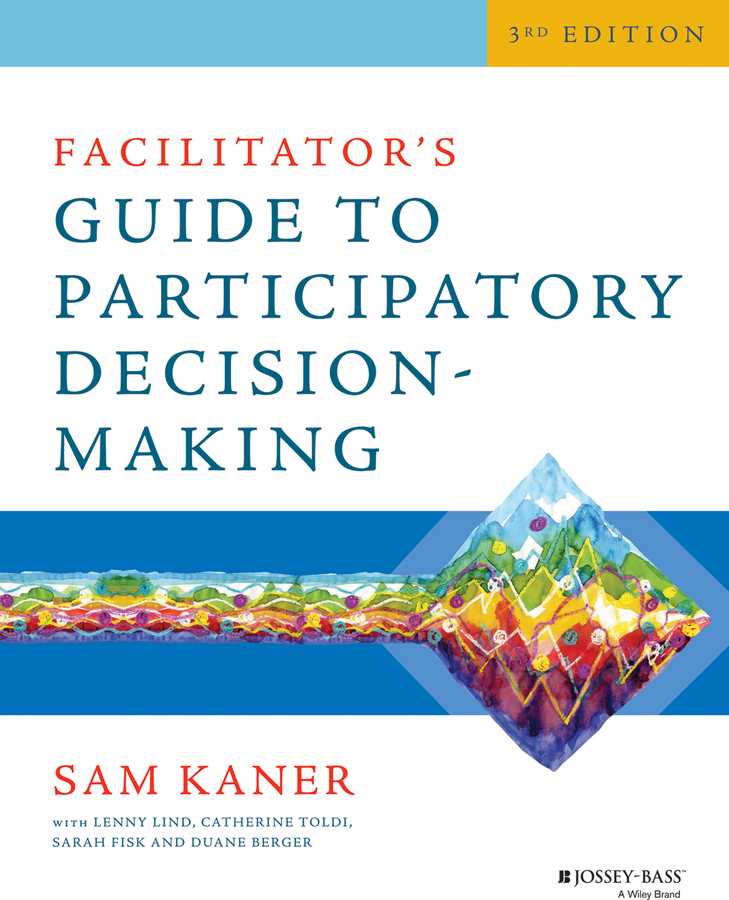 3RD EDITION
FACILITATOR'S
GUIDE TO
PARTICIPATORY
DECISION-
MAKING
SAM KANER
WITH LENNY LIND, CATHERINE TOLDI,
SARAH FISK AND DUANE BERGER
JOSSEY-BASS™
A Wiley Brand